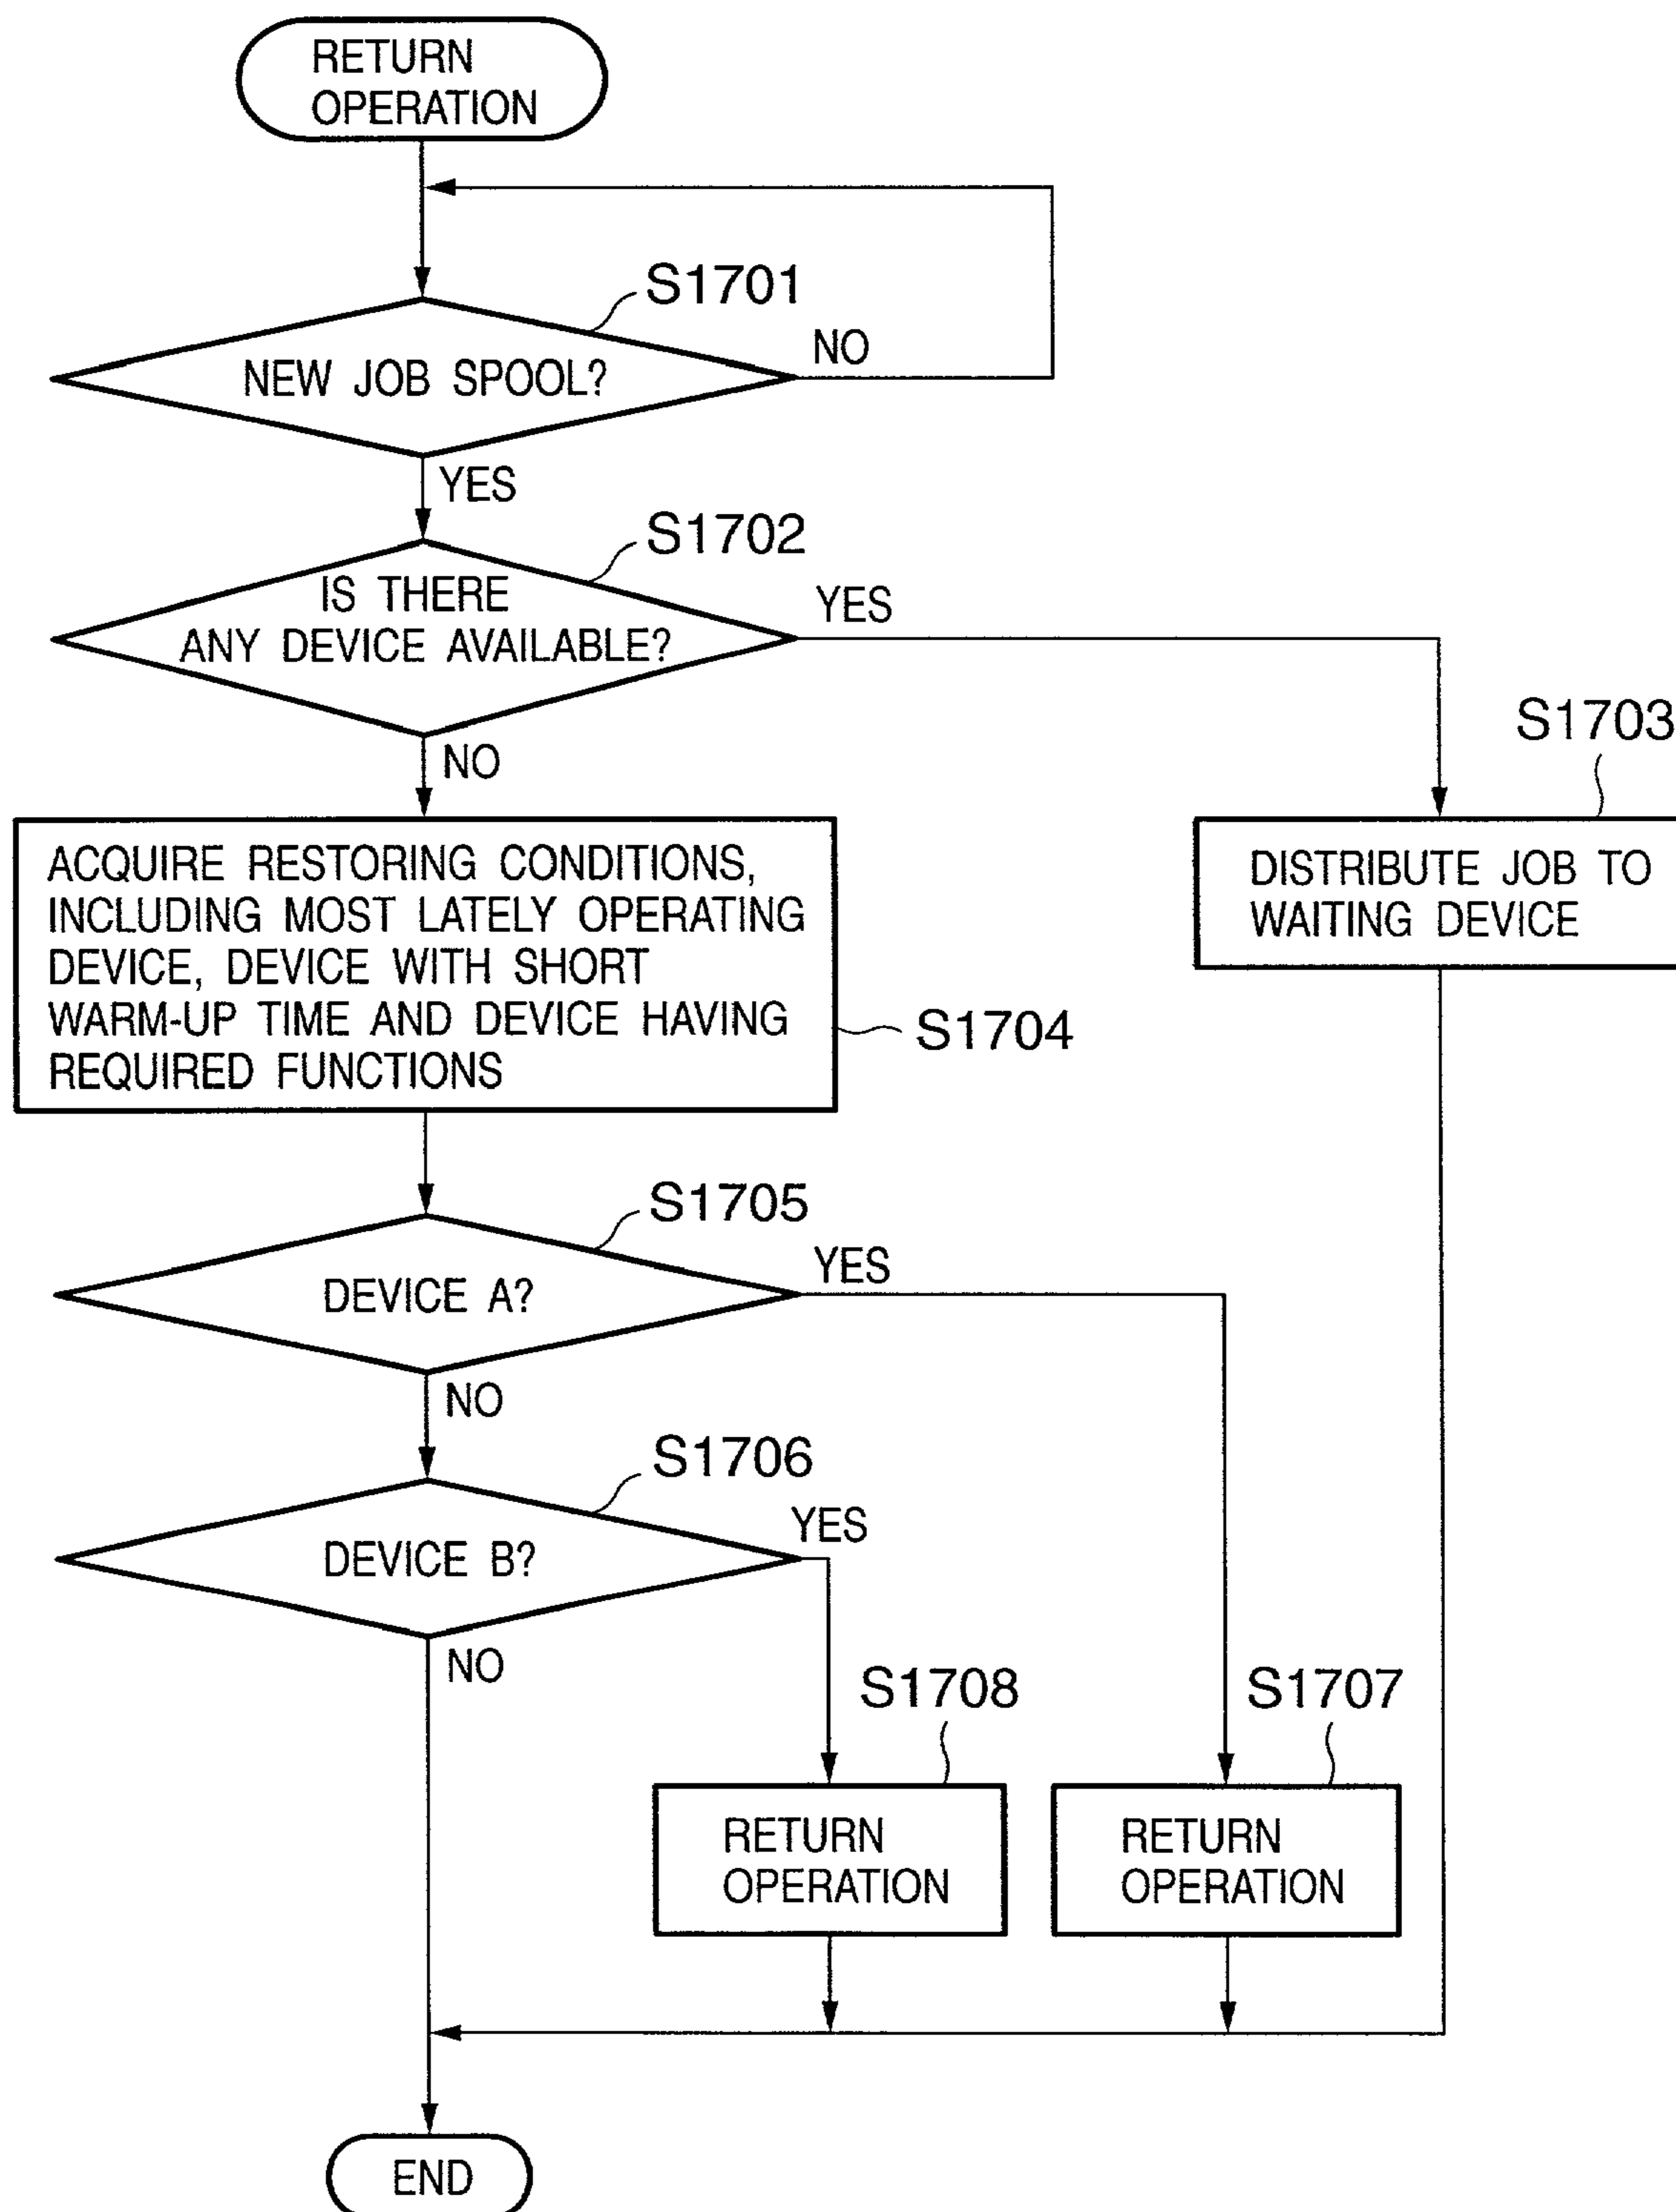 RETURN
OPERATION
S1701
NEW JOB SPOOL?
NO
YES
S1702
IS THERE
ANY DEVICE AVAILABLE?
YES
NO
S1703
DISTRIBUTE JOB TO
WAITING DEVICE
ACQUIRE RESTORING CONDITIONS,
INCLUDING MOST LATELY OPERATING
DEVICE, DEVICE WITH SHORT
WARM-UP TIME AND DEVICE HAVING
REQUIRED FUNCTIONS
S1704
S1705
DEVICE A?
YES
NO
S1706
DEVICE B?
YES
NO
S1708
RETURN
OPERATION
S1707
RETURN
OPERATION
END